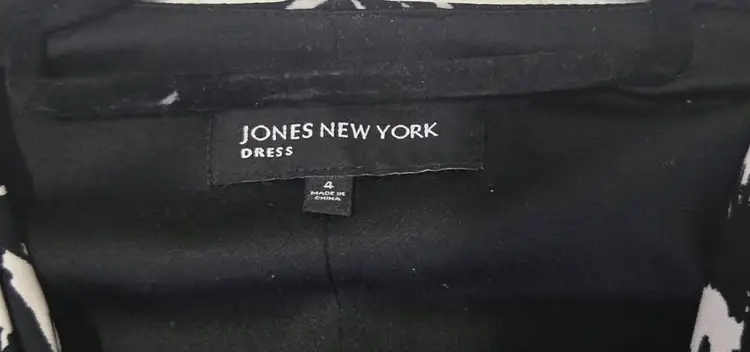 JONES NEW YORK
DRESS
4
MADE IN
CHINA